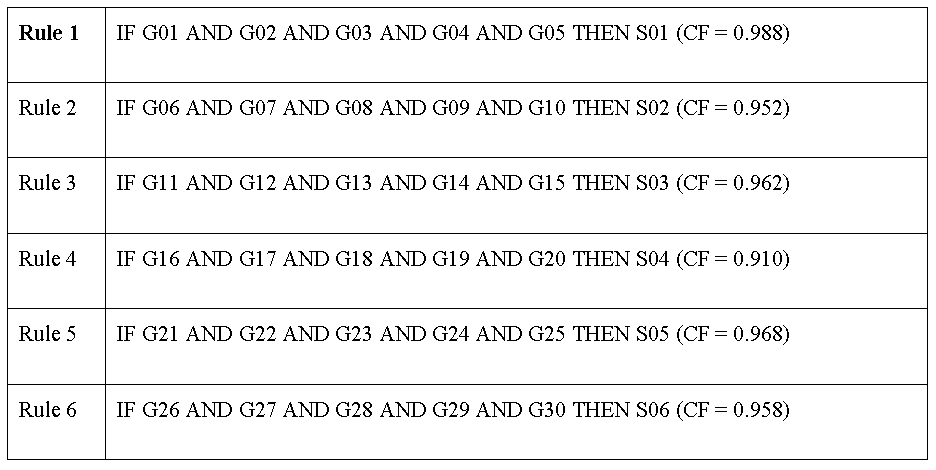 Rule 1 IF G01 AND G02 AND G03 AND G04 AND G05 THEN S01 (CF = 0.988)
Rule 2 IF G06 AND G07 AND G08 AND G09 AND G10 THEN S02 (CF = 0.952)
Rule 3 IF G11 AND G12 AND G13 AND G14 AND G15 THEN S03 (CF = 0.962)
Rule 4 IF G16 AND G17 AND G18 AND G19 AND G20 THEN S04 (CF = 0.910)
Rule 5 IF G21 AND G22 AND G23 AND G24 AND G25 THEN S05 (CF = 0.968)
Rule 6 IF G26 AND G27 AND G28 AND G29 AND G30 THEN S06 (CF = 0.958)